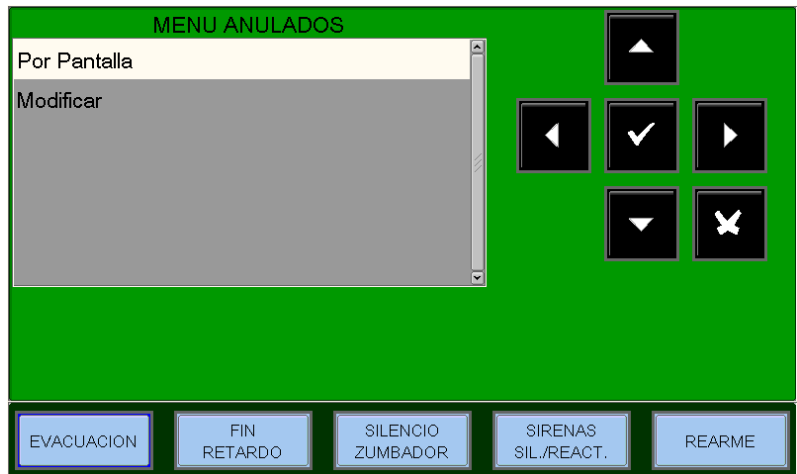 MENU ANULADOS
Por Pantalla
Modificar
EVACUACION
FIN
RETARDO
SILENCIO
ZUMBADOR
SIRENAS
SIL./REACT.
REARME